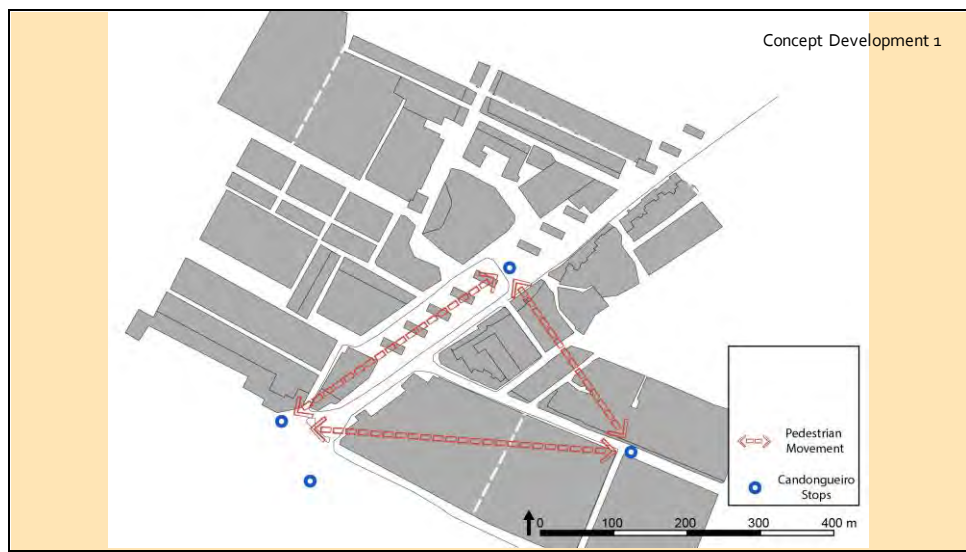 Concept Development 1
Pedestrian
Movement
Candongueiro
Stops
0 100 200 300 400 m